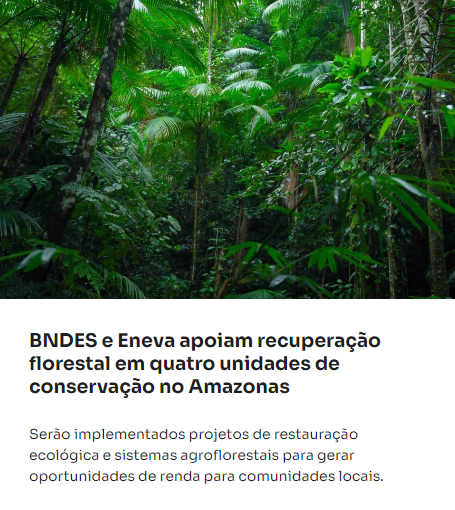 BNDES e Eneva apoiam recuperação
florestal em quatro unidades de
conservação no Amazonas
Serão implementados projetos de restauração
ecológica e sistemas agroflorestais para gerar
oportunidades de renda para comunidades locais.